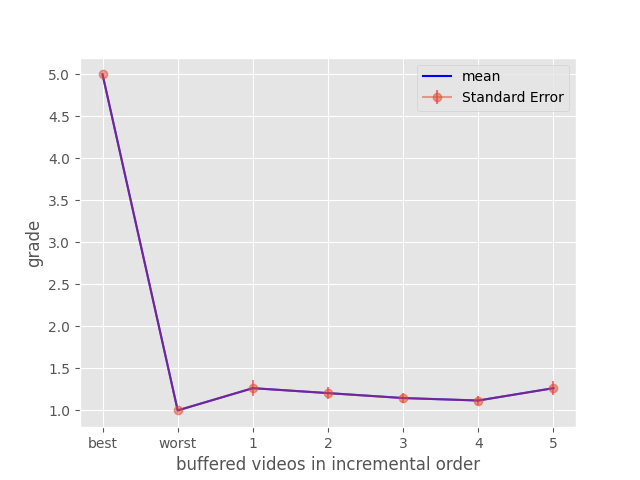 mean
Standard Error
5.0
4.5
4.0
3.5
3.0
2.5
2.0
1.5
1.0
grade
best worst 1 2 3 4 5
buffered videos in incremental order